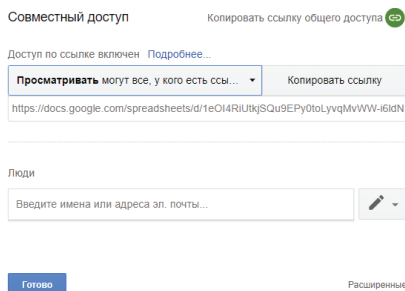 Совместный доступ
Копировать ссылку общего доступа
Доступ по ссылке включен Подробнее...
Просматривать могут все, у кого есть ссы...
Копировать ссылку
https://docs.google.com/spreadsheets/d/1eOI4RiUtkjSQu9EPy0toLyvqMvWW-i6ldN
Люди
Введите имена или адреса эл. почты...
Готово
Расширенные